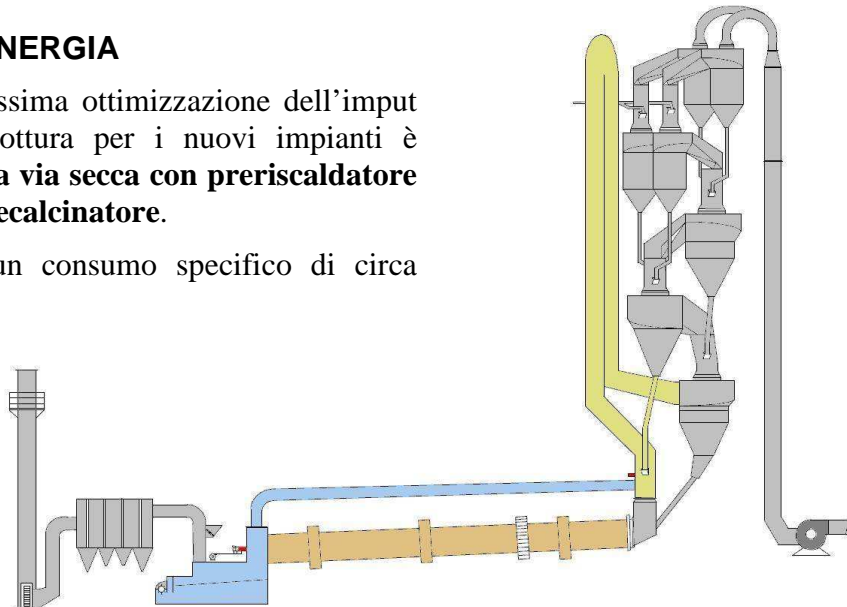 NERGIA
ssima ottimizzazione dell’imput
ottura per i nuovi impianti è
a via secca con preriscaldatore
ecalcinatore.
un consumo specifico di circa